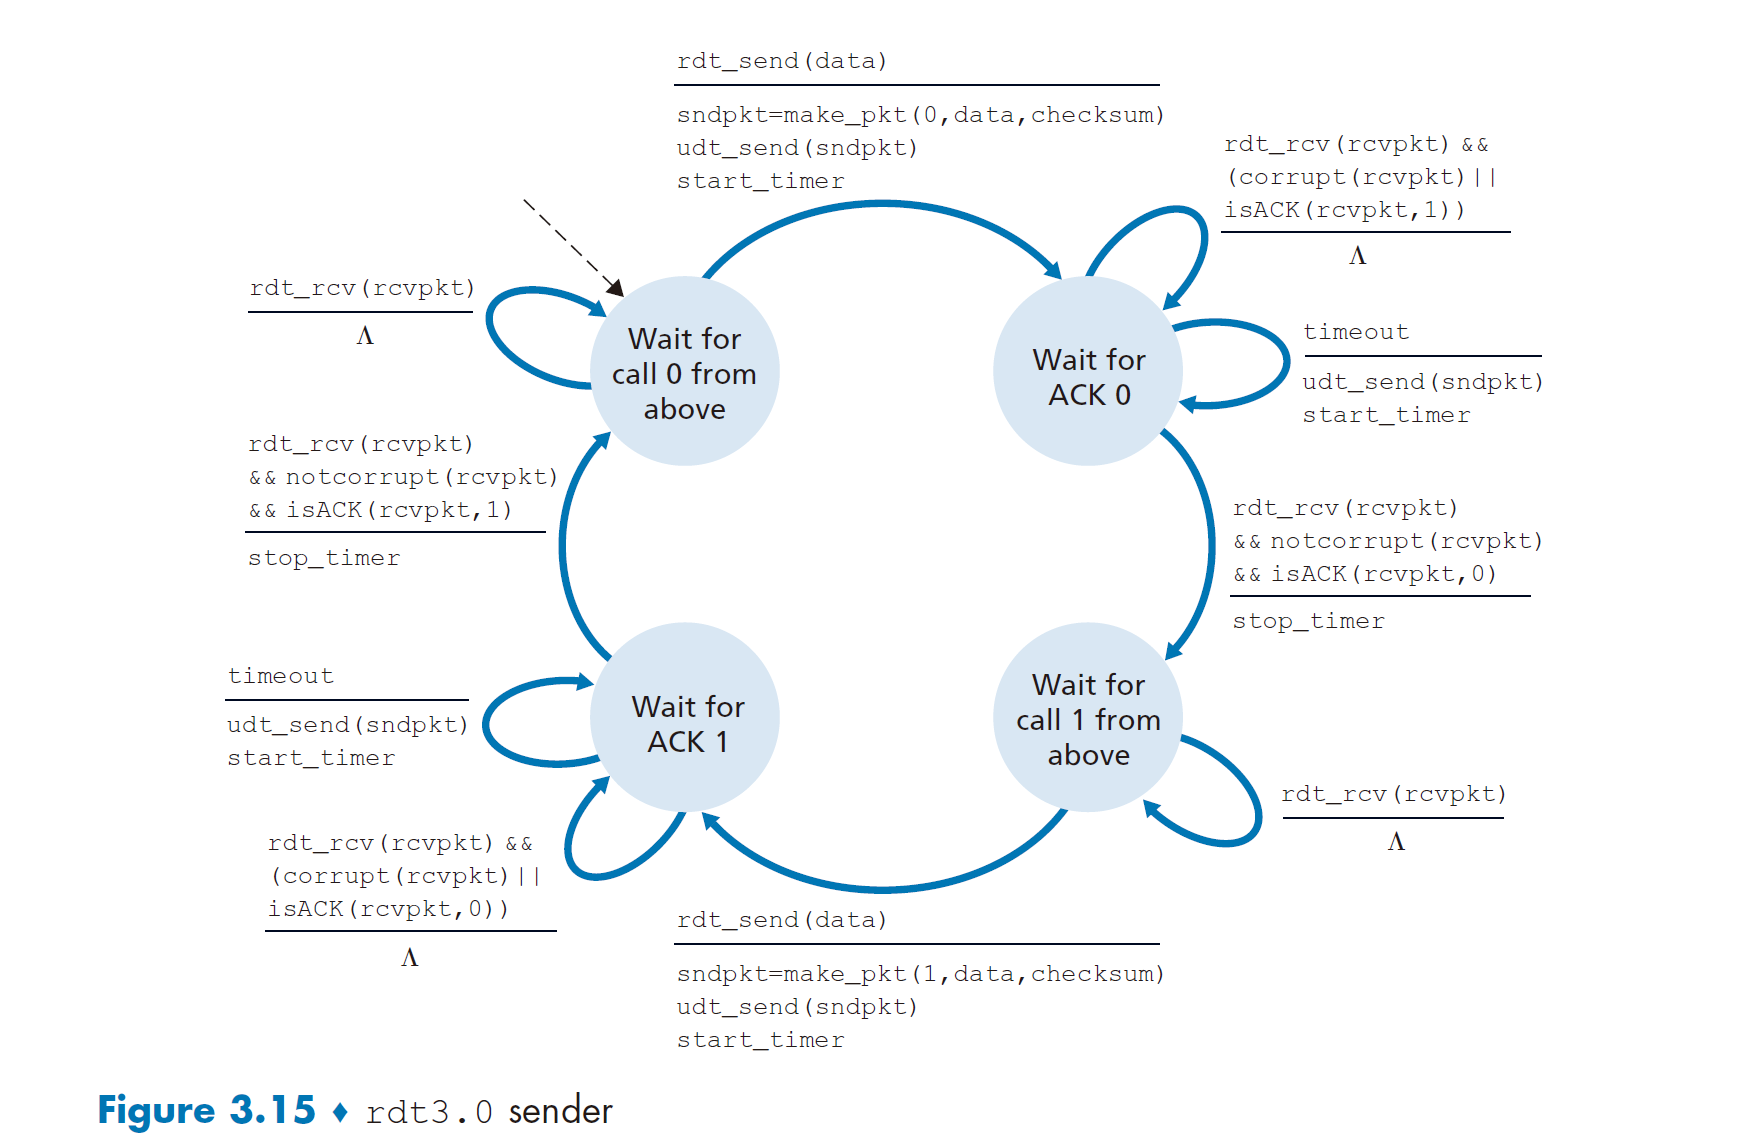 rdt_send(data)
sndpkt=make_pkt(0,data,checksum)
udt_send(sndpkt)
start_timer
rdt_rcv(rcvpkt) &&
(corrupt(rcvpkt)||
isACK(rcvpkt,1))
Λ
rdt_rcv(rcvpkt)
Λ
Wait for
call 0 from
above
Wait for
ACK 0
timeout
udt_send(sndpkt)
start_timer
rdt_rcv(rcvpkt)
&& notcorrupt(rcvpkt)
&& isACK(rcvpkt,1)
stop_timer
rdt_rcv(rcvpkt)
&& notcorrupt(rcvpkt)
&& isACK(rcvpkt,0)
stop_timer
timeout
udt_send(sndpkt)
start_timer
Wait for
ACK 1
Wait for
call 1 from
above
rdt_rcv(rcvpkt)
Λ
rdt_rcv(rcvpkt) &&
(corrupt(rcvpkt)||
isACK(rcvpkt,0))
Λ
rdt_send(data)
sndpkt=make_pkt(1,data,checksum)
udt_send(sndpkt)
start_timer
Figure 3.15 ♦ rdt3.0 sender